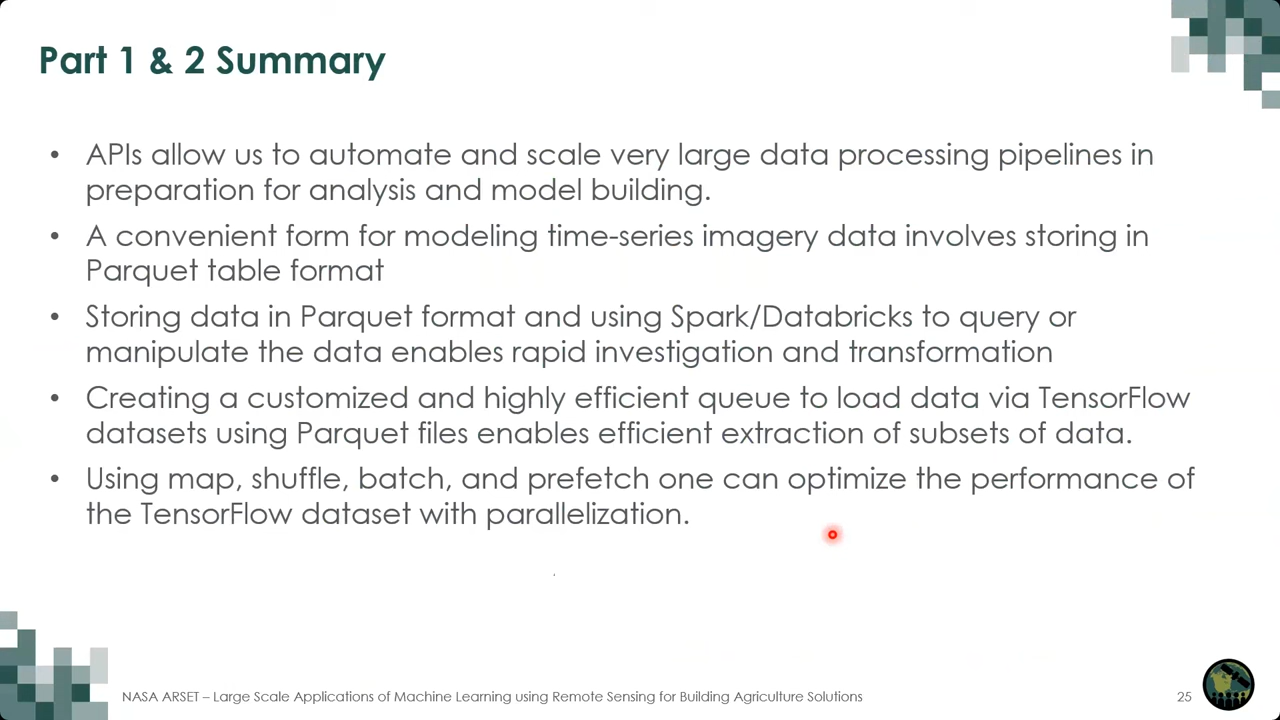 Part 1 & 2 Summary
• APIs allow us to automate and scale very large data processing pipelines in
preparation for analysis and model building.
• A convenient form for modeling time-series imagery data involves storing in
Parquet table format
• Storing data in Parquet format and using Spark/Databricks to query or
manipulate the data enables rapid investigation and transformation
• Creating a customized and highly efficient queue to load data via TensorFlow
datasets using Parquet files enables efficient extraction of subsets of data.
• Using map, shuffle, batch, and prefetch one can optimize the performance of
the TensorFlow dataset with parallelization.
NASA ARSET – Large Scale Applications of Machine Learning using Remote Sensing for Building Agriculture Solutions
25